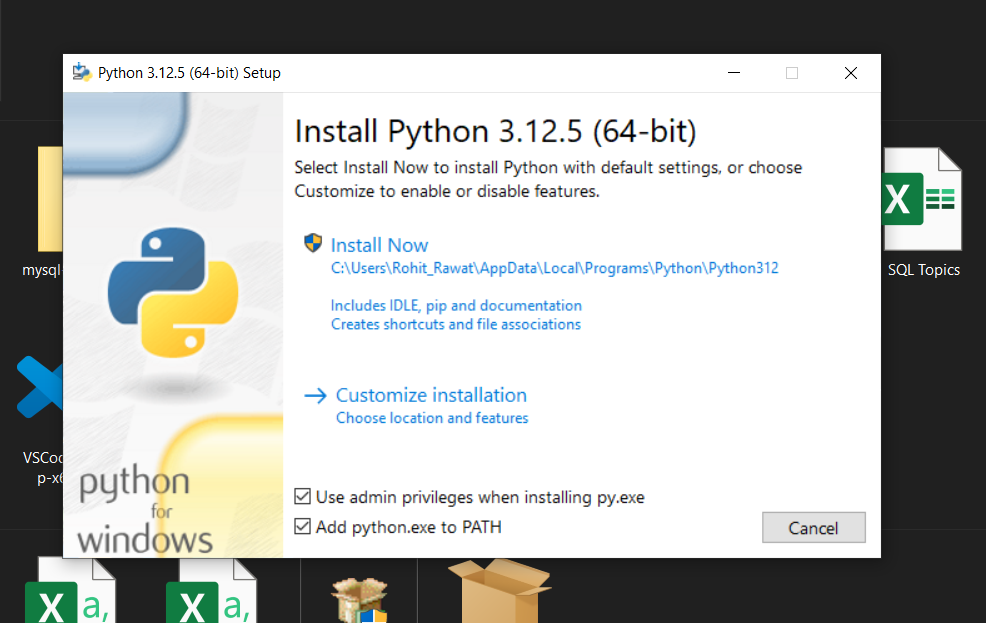 Python 3.12.5 (64-bit) Setup
Install Python 3.12.5 (64-bit)
Select Install Now to install Python with default settings, or choose
Customize to enable or disable features.
Install Now
C:\Users\Rohit_Rawat\AppData\Local\Programs\Python\Python312
Includes IDLE, pip and documentation
Creates shortcuts and file associations
Customize installation
Choose location and features
Use admin privileges when installing py.exe
Add python.exe to PATH
Cancel
python
for
windows
mysql
X
SQL Topics
VSCo
p-x
X a,
X a,